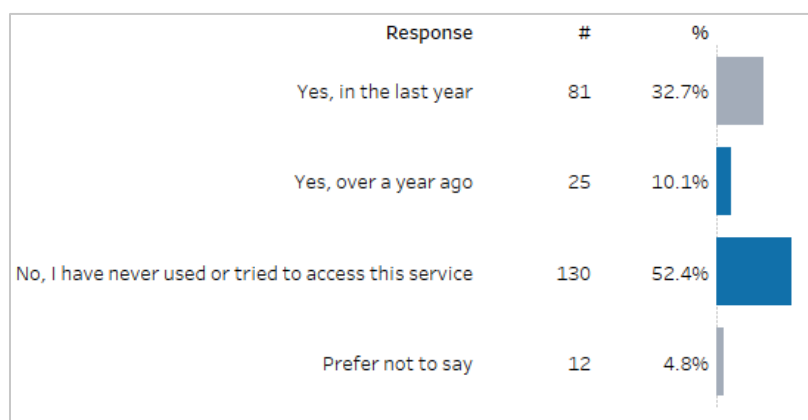 Response # %
Yes, in the last year 81 32.7%
Yes, over a year ago 25 10.1%
No, I have never used or tried to access this service 130 52.4%
Prefer not to say 12 4.8%